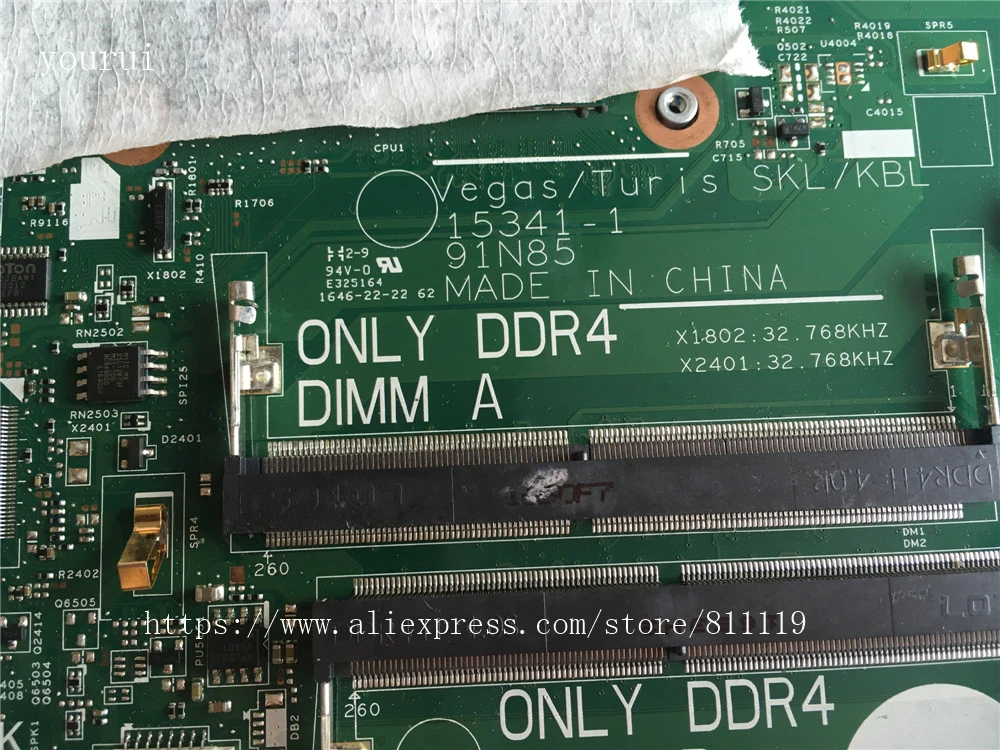 yourui
R4021
R4022
R507
R4019
R4018
SPR5
Q502
C722
U4004
C4015
R705
C715
CPU1
R1801
R1706
R9116
X1802
R410
Vegas/Turis SKL/KBL
15341-1
91N85
MADE IN CHINA
94V-0
E325164
1646-22-22 62
ONLY DDR4
DIMM A
X1802:32.768KHZ
X2401:32.768KHZ
RN2502
SPI25
RN2503
X2401
D2401
SPR4
DDR4H 4.0R
DM1
DM2
260
R2402
Q6505
Q2414
Q6503
Q6504
https://www.aliexpress.com/store/811119
260
ONLY DDR4
DB2
SPK1